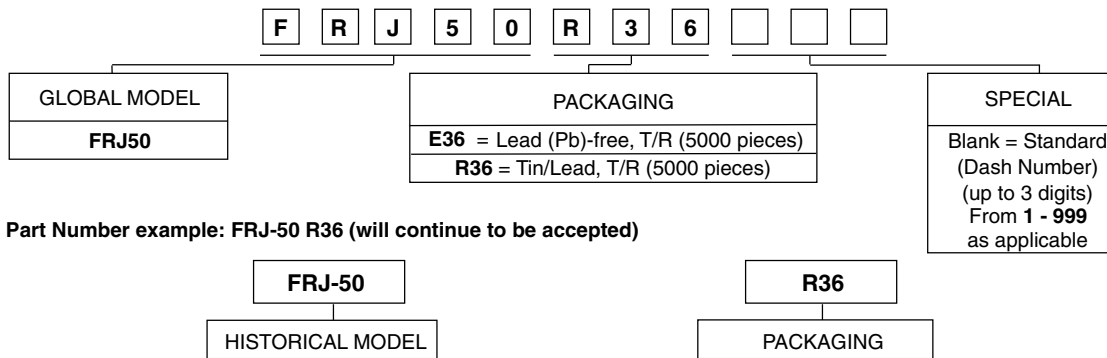 F R J 5 0 R 3 6
GLOBAL MODEL
FRJ50
PACKAGING
E36 = Lead (Pb)-free, T/R (5000 pieces)
R36 = Tin/Lead, T/R (5000 pieces)
SPECIAL
Blank = Standard
(Dash Number)
(up to 3 digits)
From 1 - 999
as applicable
Part Number example: FRJ-50 R36 (will continue to be accepted)
FRJ-50
HISTORICAL MODEL
R36
PACKAGING